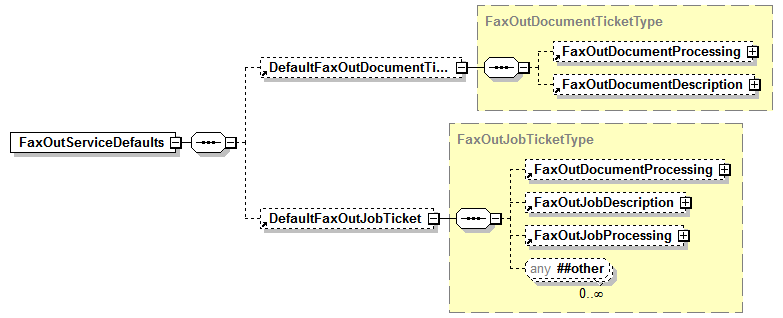 FaxOutDocumentTicketType
DefaultFaxOutDocumentTi...
FaxOutDocumentProcessing
FaxOutDocumentDescription
FaxOutServiceDefaults
FaxOutJobTicketType
FaxOutDocumentProcessing
DefaultFaxOutJobTicket
FaxOutJobDescription
FaxOutJobProcessing
any ##other
0..∞